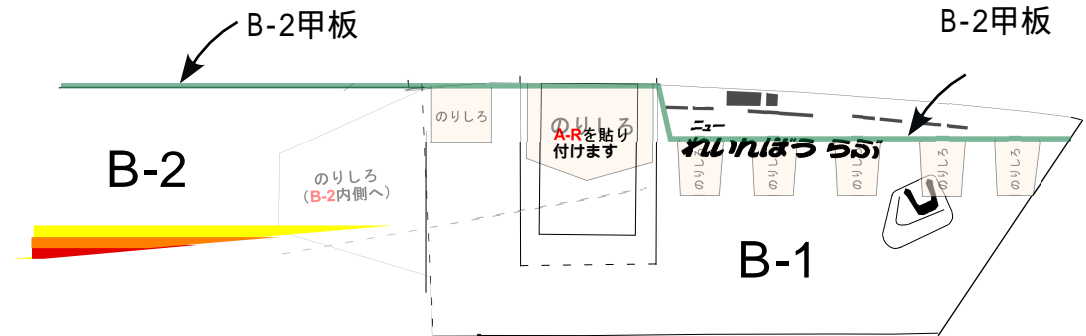 B-2甲板
B-2甲板
ニュー
れいんぼう らぶ
のりしろ
のりしろ
A-Rを貼り
付けます
B-2
のりしろ
(B-2内側へ)
のりしろ
のりしろ
のりしろ
のりしろ
のりしろ
B-1